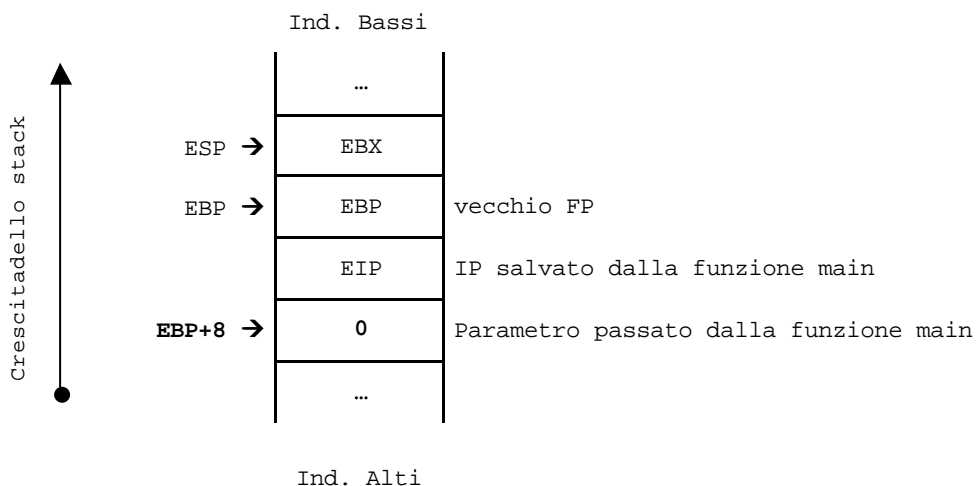 Ind. Bassi
…
ESP → EBX
EBP → EBP vecchio FP
EIP IP salvato dalla funzione main
EBP+8 → 0 Parametro passato dalla funzione main
…
Ind. Alti
Crescitadello stack